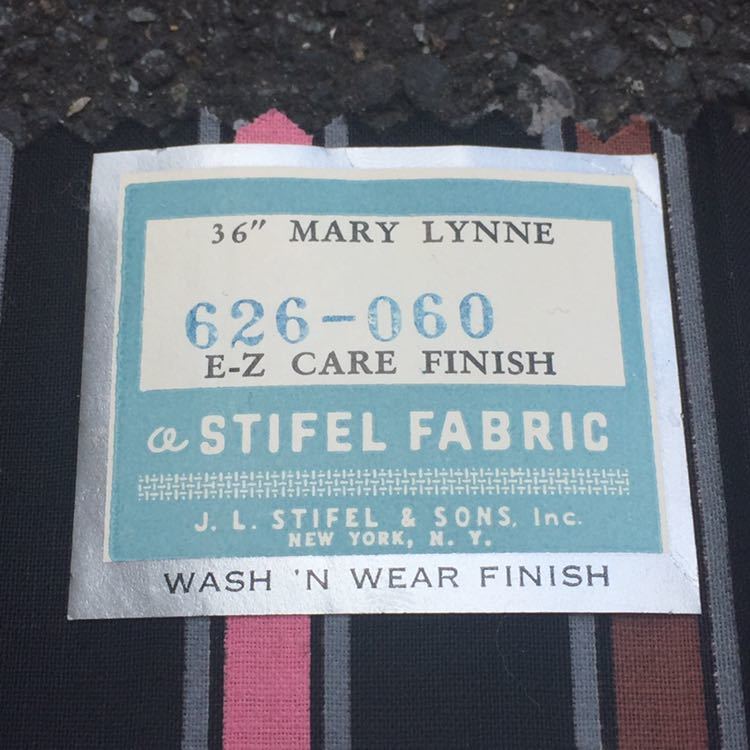 36" MARY LYNNE
626-060
E-Z CARE FINISH
a STIFEL FABRIC
J. L. STIFEL & SONS, Inc.
NEW YORK, N. Y.
WASH 'N WEAR FINISH